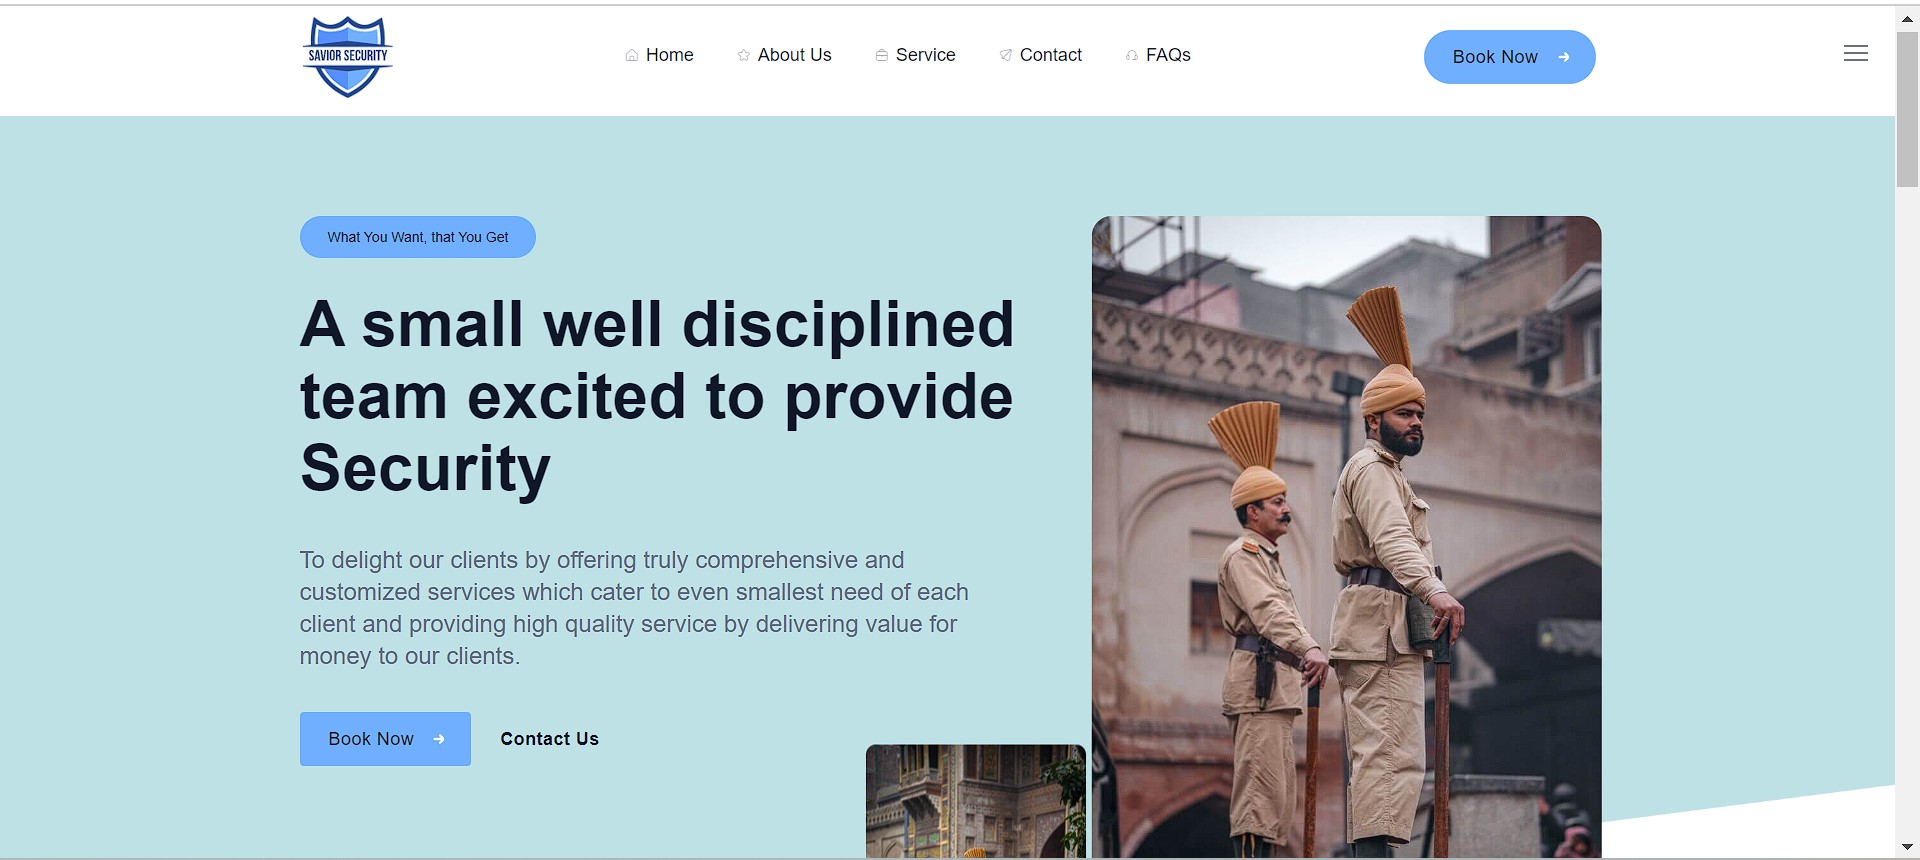 SAVIOR SECURITY
Home
About Us
Service
Contact
FAQs
Book Now
What You Want, that You Get
A small well disciplined
team excited to provide
Security
To delight our clients by offering truly comprehensive and
customized services which cater to even smallest need of each
client and providing high quality service by delivering value for
money to our clients.
Book Now
Contact Us